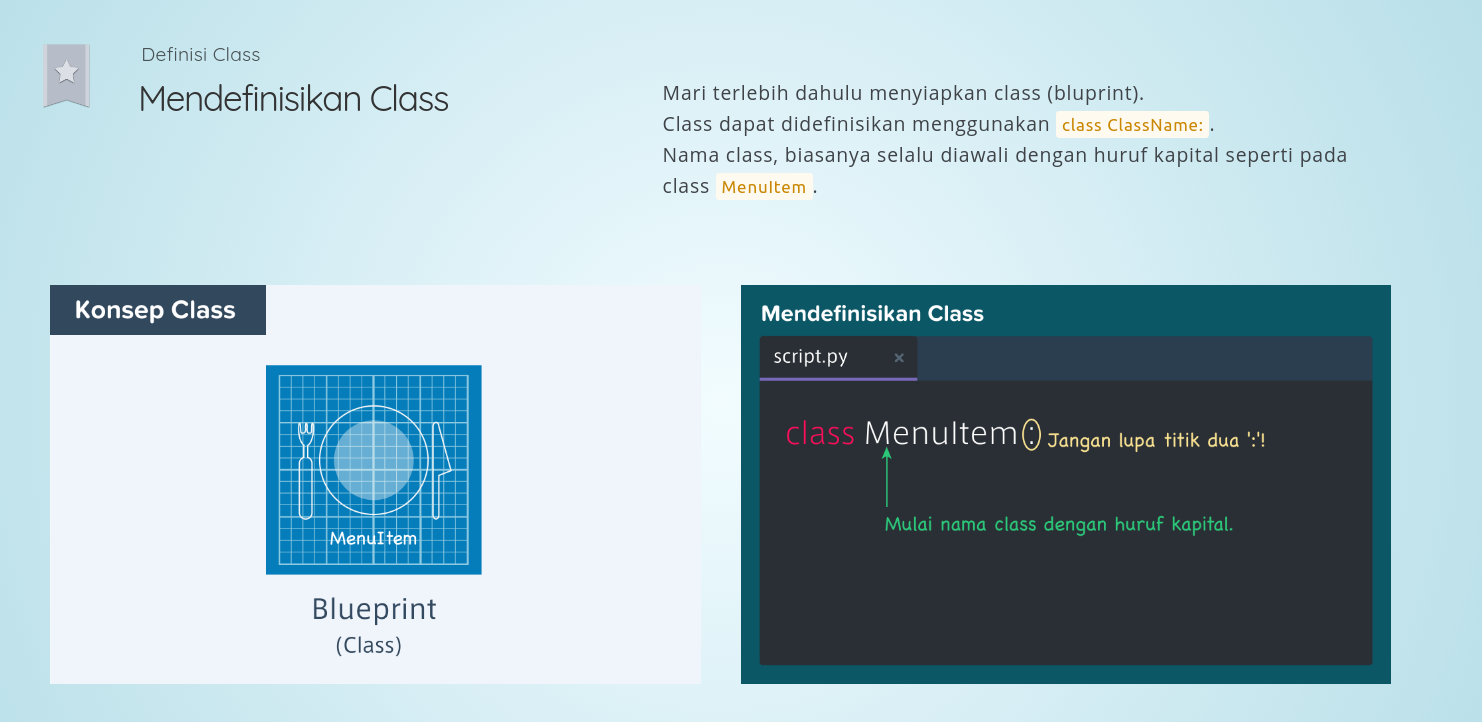 Definisi Class
Mendefinisikan Class
Mari terlebih dahulu menyiapkan class (bluprint).
Class dapat didefinisikan menggunakan class ClassName: .
Nama class, biasanya selalu diawali dengan huruf kapital seperti pada
class MenuItem .
Konsep Class
MenuItem
Blueprint
(Class)
Mendefinisikan Class
script.py ×
class MenuItem: Jangan lupa titik dua ':'!
Mulai nama class dengan huruf kapital.